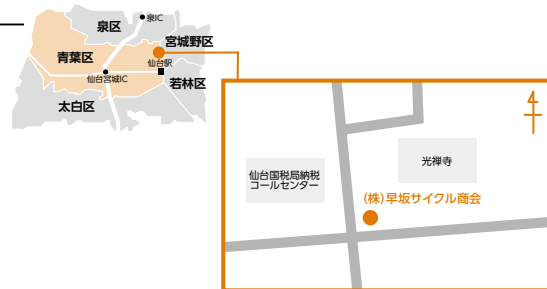 泉区
泉IC
宮城野区
青葉区
仙台駅
仙台宮城IC
若林区
太白区
仙台国税局納税
コールセンター
光禅寺
(株)早坂サイクル商会